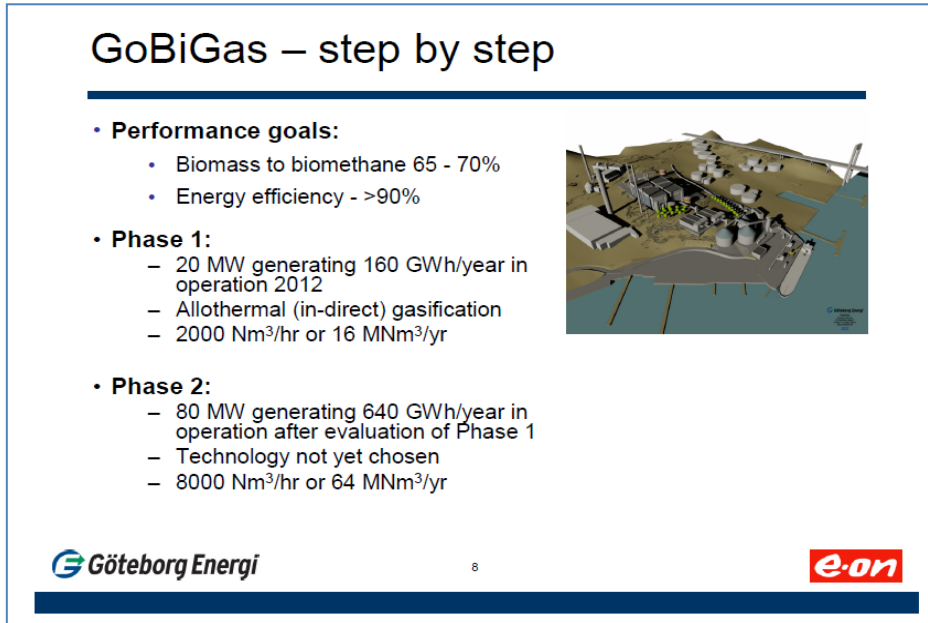 GoBiGas – step by step
• Performance goals:
• Biomass to biomethane 65 - 70%
• Energy efficiency - >90%
• Phase 1:
– 20 MW generating 160 GWh/year in
operation 2012
– Allothermal (in-direct) gasification
– 2000 Nm³/hr or 16 MNm³/yr
• Phase 2:
– 80 MW generating 640 GWh/year in
operation after evaluation of Phase 1
– Technology not yet chosen
– 8000 Nm³/hr or 64 MNm³/yr
Göteborg Energi
Göteborg Energi
8
e·on